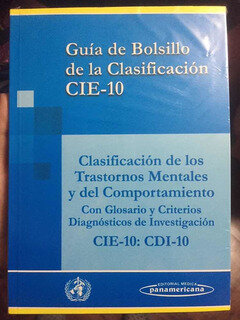 Guía de Bolsillo
de la Clasificación
CIE-10
Clasificación de los
Trastornos Mentales
y del Comportamiento
Con Glosario y Criterios
Diagnósticos de Investigación
CIE-10: CDI-10
EDITORIAL MEDICA
panamericana